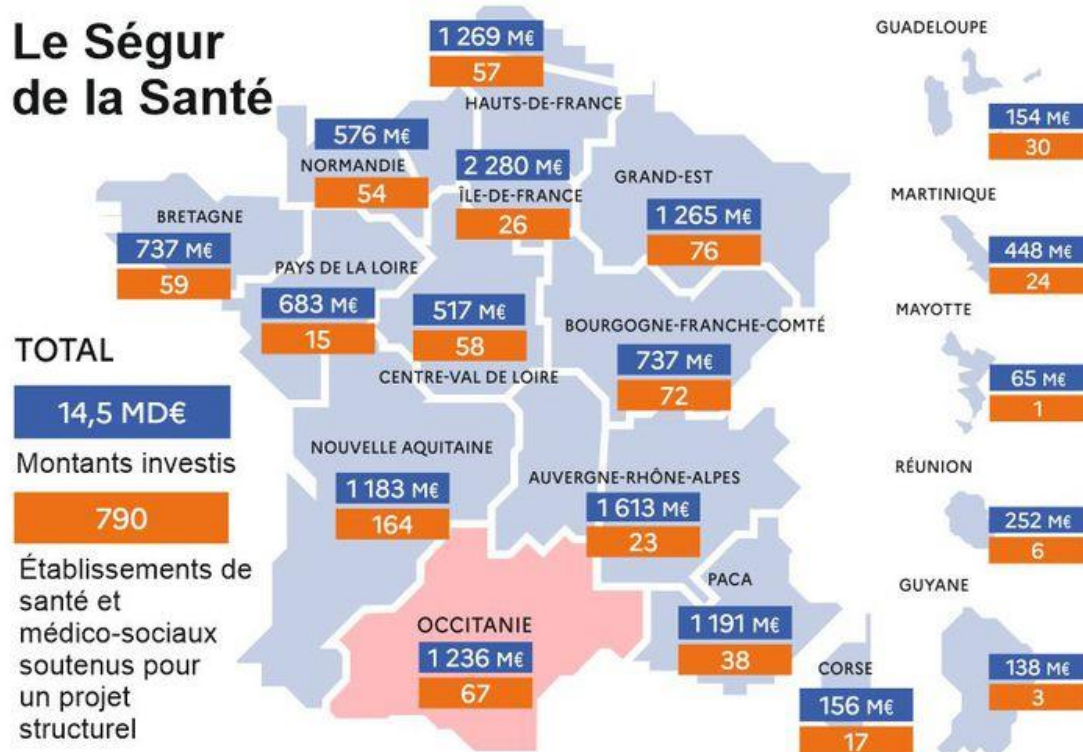 Le Ségur
de la Santé
1 269 M€
57
HAUTS-DE-FRANCE
576 M€
NORMANDIE
54
2 280 M€
ÎLE-DE-FRANCE
26
GRAND-EST
1 265 M€
76
BRETAGNE
737 M€
59
PAYS DE LA LOIRE
683 M€
15
517 M€
58
CENTRE-VAL DE LOIRE
BOURGOGNE-FRANCHE-COMTÉ
737 M€
72
TOTAL
14,5 MD€
Montants investis
790
Établissements de
santé et
médico-sociaux
soutenus pour
un projet
structurel
NOUVELLE AQUITAINE
1 183 M€
164
AUVERGNE-RHÔNE-ALPES
1 613 M€
23
OCCITANIE
1 236 M€
67
PACA
1 191 M€
38
CORSE
156 M€
17
GUADELOUPE
154 M€
30
MARTINIQUE
448 M€
24
MAYOTTE
65 M€
1
RÉUNION
252 M€
6
GUYANE
138 M€
3